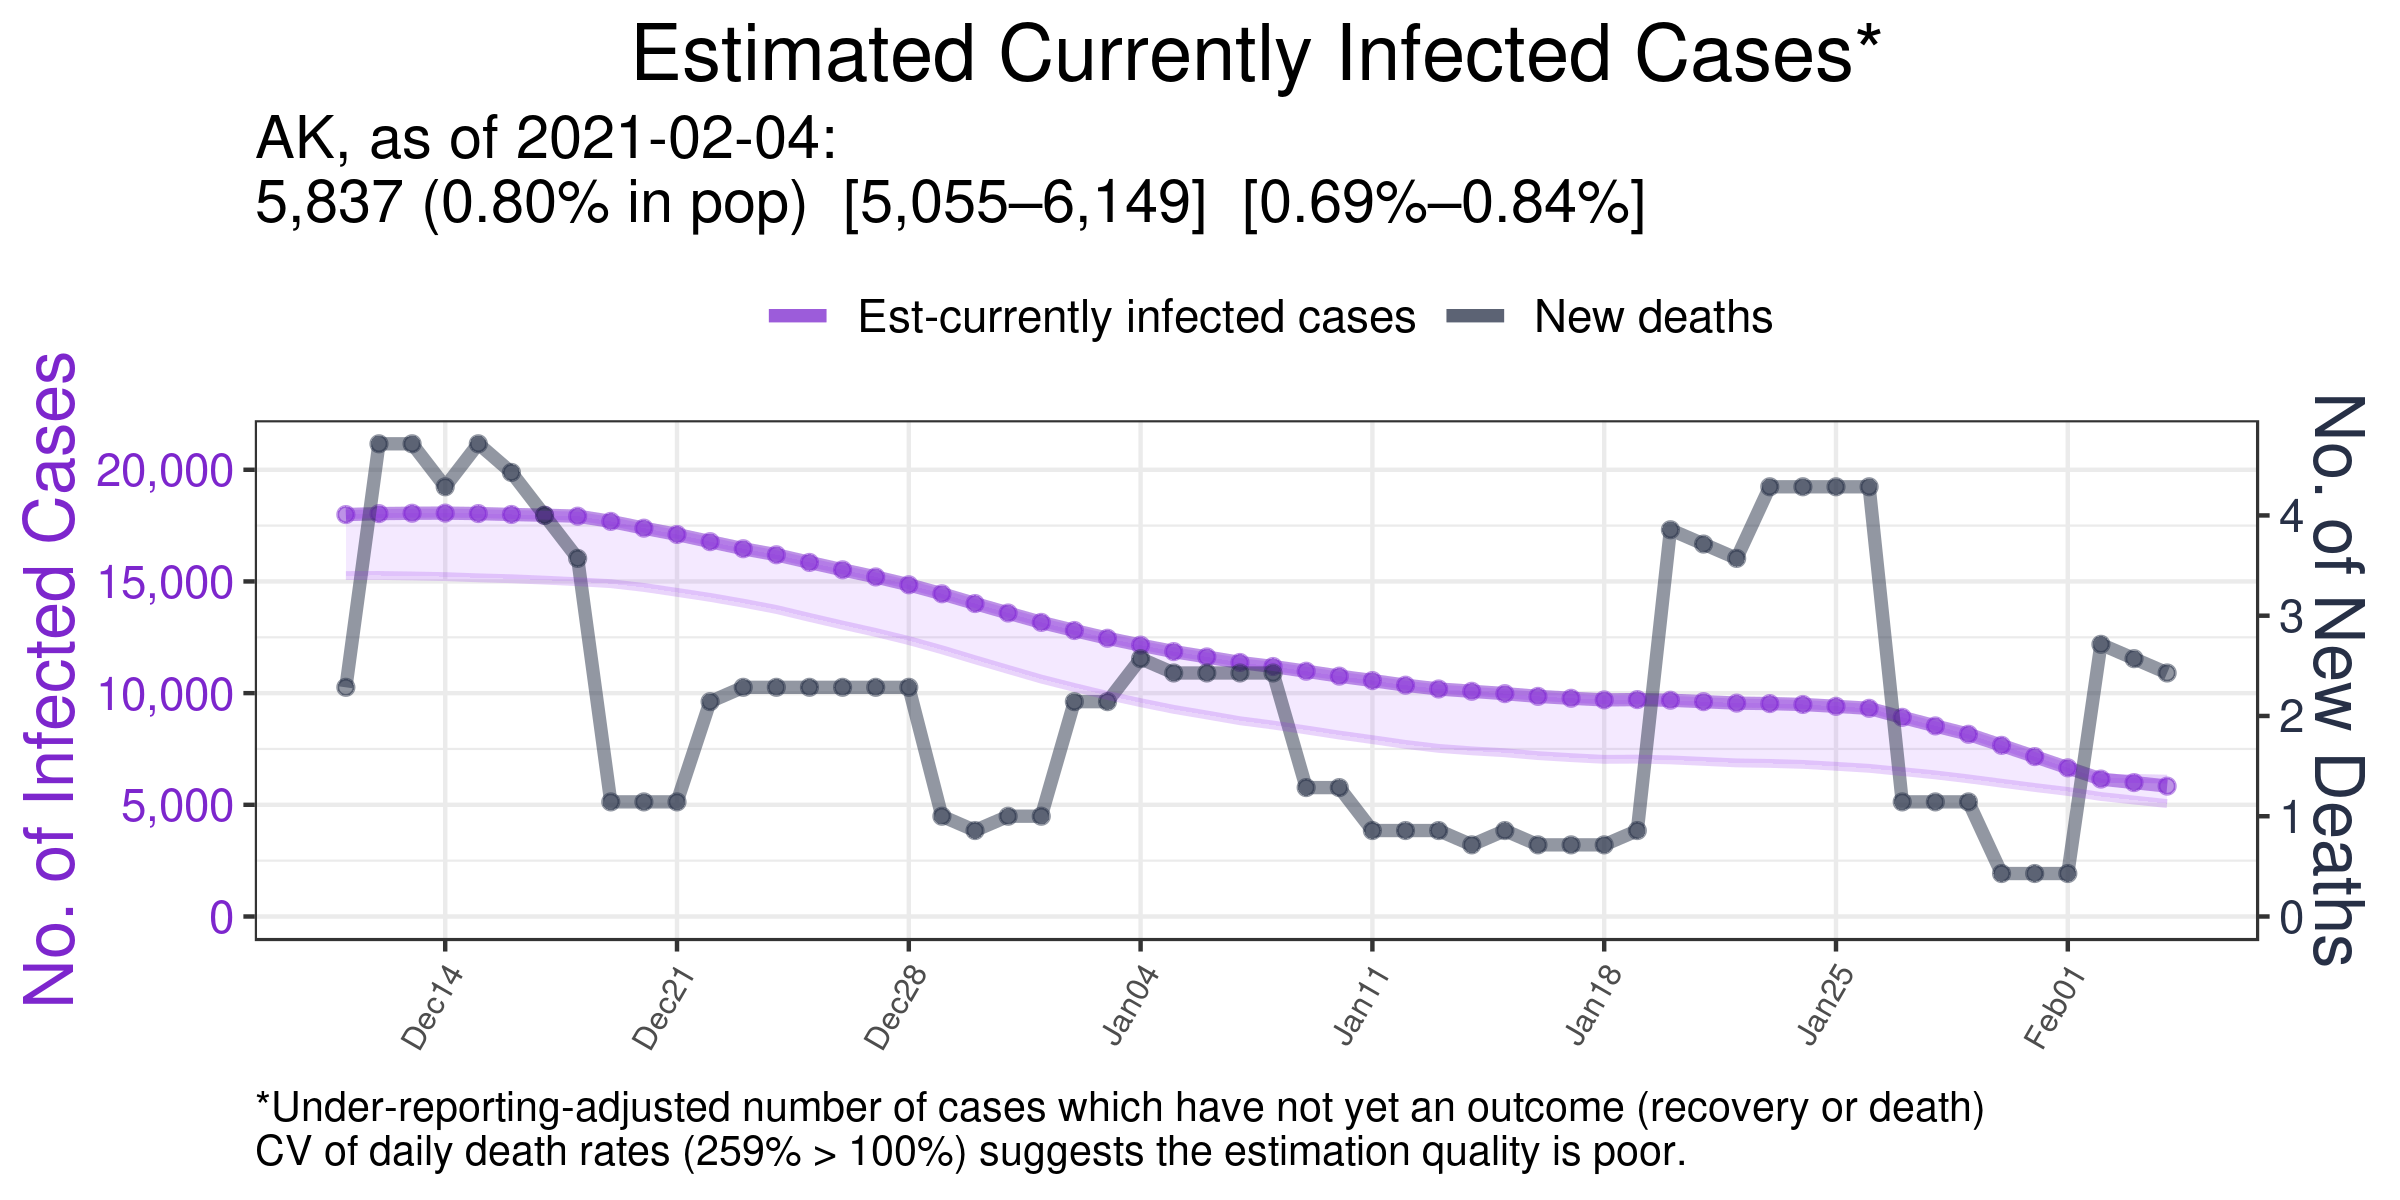 Estimated Currently Infected Cases*
AK, as of 2021-02-04:
5,837 (0.80% in pop)  [5,055–6,149]  [0.69%–0.84%]
Est-currently infected cases
New deaths
No. of Infected Cases
20,000
15,000
10,000
5,000
0
4
3
2
1
0
No. of New Deaths
Dec14
Dec21
Dec28
Jan04
Jan11
Jan18
Jan25
Feb01
*Under-reporting-adjusted number of cases which have not yet an outcome (recovery or death)
CV of daily death rates (259% > 100%) suggests the estimation quality is poor.